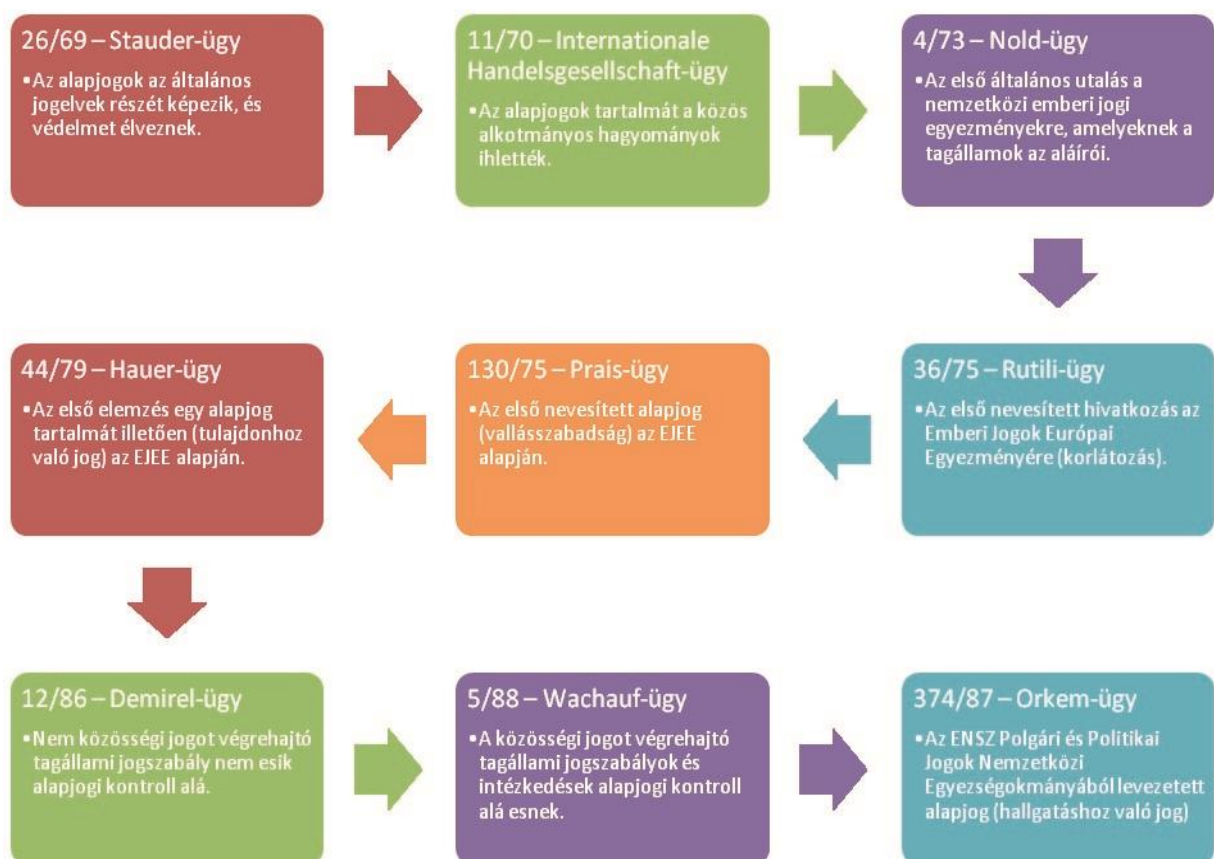 26/69 – Stauder-ügy
•Az alapjogok az általános
jogelvek részét képezik, és
védelmet élveznek.
11/70 – Internationale
Handelsgesellschaft-ügy
•Az alapjogok tartalmát a közös
alkotmányos hagyományok
ihlették.
4/73 – Nold-ügy
•Az első általános utalás a
nemzetközi emberi jogi
egyezményekre, amelyeknek a
tagállamok az aláírói.
36/75 – Rutili-ügy
•Az első nevesített hivatkozás az
Emberi Jogok Európai
Egyezményére (korlátozás).
130/75 – Prais-ügy
•Az első nevesített alapjog
(vallásszabadság) az EJEE
alapján.
44/79 – Hauer-ügy
•Az első elemzés egy alapjog
tartalmát illetően (tulajdonhoz
való jog) az EJEE alapján.
12/86 – Demirel-ügy
•Nem közösségi jogot végrehajtó
tagállami jogszabály nem esik
alapjogi kontroll alá.
5/88 – Wachauf-ügy
•A közösségi jogot végrehajtó
tagállami jogszabályok és
intézkedések alapjogi kontroll
alá esnek.
374/87 – Orkem-ügy
•Az ENSZ Polgári és Politikai
Jogok Nemzetközi
Egyezségokmányából levezetett
alapjog (hallgatáshoz való jog)